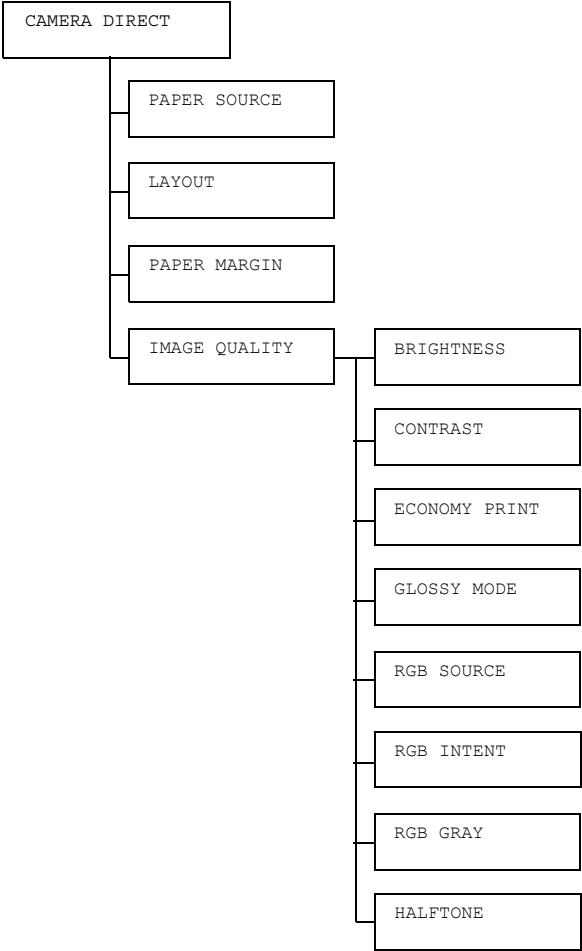 CAMERA DIRECT
PAPER SOURCE
LAYOUT
PAPER MARGIN
IMAGE QUALITY
BRIGHTNESS
CONTRAST
ECONOMY PRINT
GLOSSY MODE
RGB SOURCE
RGB INTENT
RGB GRAY
HALFTONE